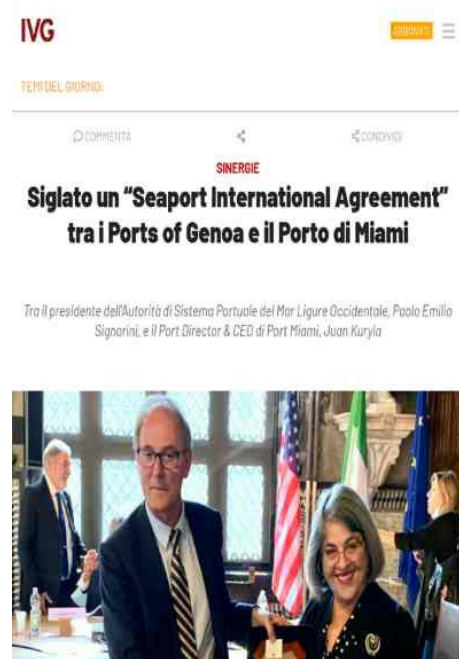 IVG
ABBONATI
TEMI DEL GIORNO:
COMMENTA
CONDIVIDI
SINERGIE
Siglato un “Seaport International Agreement”
tra i Ports of Genoa e il Porto di Miami
Tra il presidente dell'Autorità di Sistema Portuale del Mar Ligure Occidentale, Paolo Emilio
Signorini, e il Port Director & CEO di Port Miami, Juan Kuryla